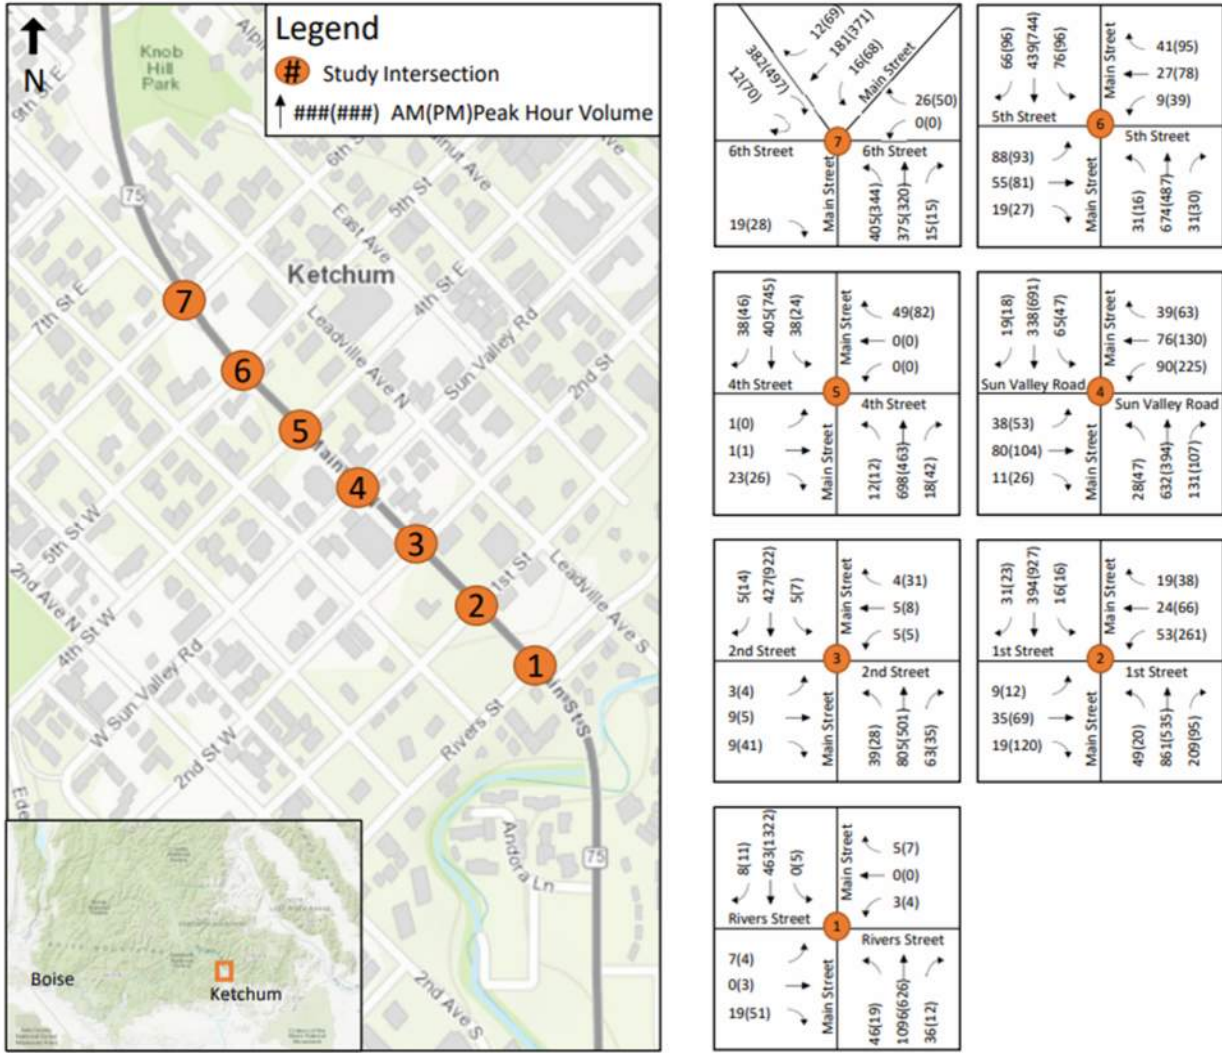 N
Legend
# Study Intersection
###(###) AM(PM)Peak Hour Volume
Knob
Hill
Park
9th St E
6th St
5th St
East Ave
4th St E
Ketchum
75
7th St E
Leadville Ave N
Sun Valley Rd
2nd St
7
6
5
4
3
2
1
1st St
Leadville Ave S
5th St W
2nd Ave N
4th St W
W Sun Valley Rd
2nd St W
Rivers St
Andora Ln
75
2nd Ave S
Boise
Ketchum
12(69)
181(371)
16(68)
382(497)
12(70)
Main Street
26(50)
0(0)
7
6th Street
6th Street
19(28)
Main Street
405(344)
375(320)
15(15)
66(96)
439(744)
76(96)
Main Street
41(95)
27(78)
9(39)
5th Street
6
5th Street
88(93)
55(81)
19(27)
Main Street
31(16)
674(487)
31(30)
38(46)
405(745)
38(24)
Main Street
49(82)
0(0)
0(0)
4th Street
5
4th Street
1(0)
1(1)
23(26)
Main Street
12(12)
698(463)
18(42)
19(18)
338(691)
65(47)
Main Street
39(63)
76(130)
90(225)
Sun Valley Road
4
Sun Valley Road
38(53)
80(104)
11(26)
Main Street
28(47)
632(394)
131(107)
5(14)
427(922)
5(7)
Main Street
4(31)
5(8)
5(5)
2nd Street
3
2nd Street
3(4)
9(5)
9(41)
Main Street
39(28)
805(501)
63(35)
31(23)
394(927)
16(16)
Main Street
19(38)
24(66)
53(261)
1st Street
2
1st Street
9(12)
35(69)
19(120)
Main Street
49(20)
861(535)
209(95)
8(11)
463(1322)
0(5)
Main Street
5(7)
0(0)
3(4)
Rivers Street
1
Rivers Street
7(4)
0(3)
19(51)
Main Street
46(19)
1096(626)
36(12)